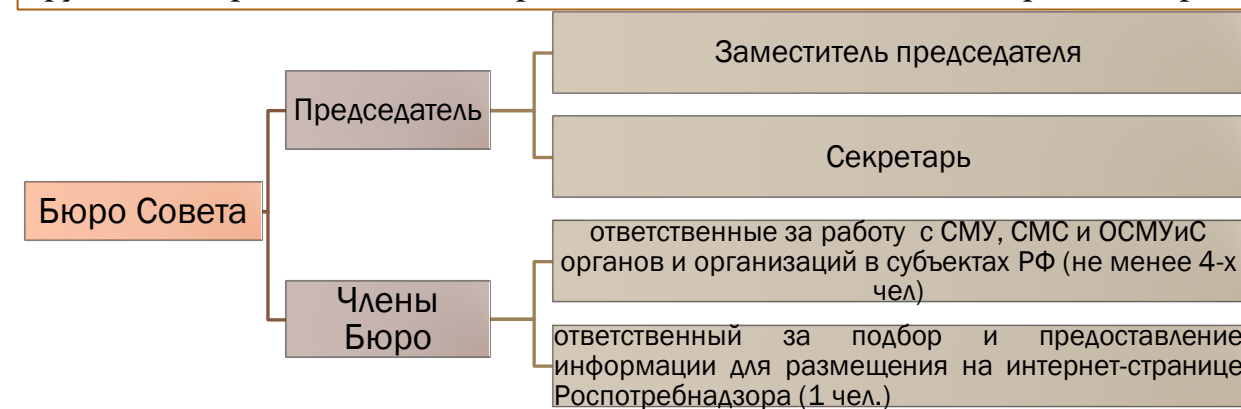 Заместитель председателя
Председатель
Секретарь
Бюро Совета
ответственные за работу с СМУ, СМС и ОСМУиС
органов и организаций в субъектах РФ (не менее 4-х
чел)
Члены
Бюро
ответственный за подбор и предоставление
информации для размещения на интернет-странице
Роспотребнадзора (1 чел.)